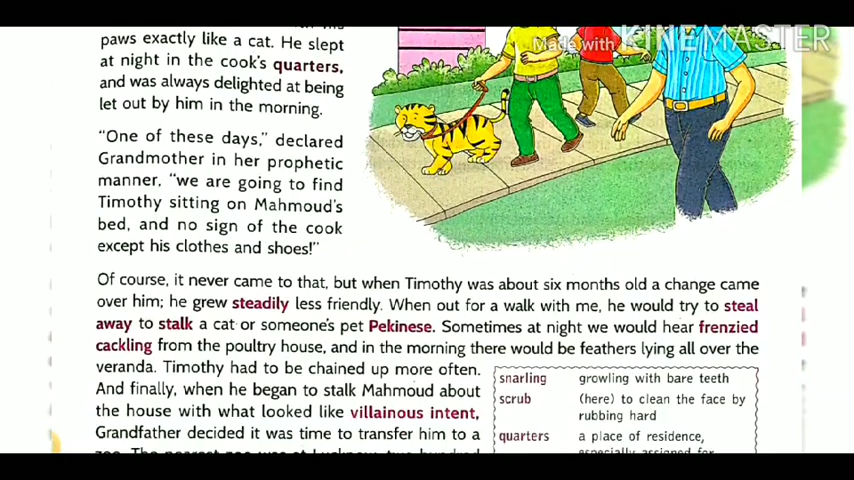 paws exactly like a cat. He slept
at night in the cook's quarters,
and was always delighted at being
let out by him in the morning.
"One of these days," declared
Grandmother in her prophetic
manner, "we are going to find
Timothy sitting on Mahmoud's
bed, and no sign of the cook
except his clothes and shoes!"
Made with KINEMASTER
Of course, it never came to that, but when Timothy was about six months old a change came
over him; he grew steadily less friendly. When out for a walk with me, he would try to steal
away to stalk a cat or someone's pet Pekinese. Sometimes at night we would hear frenzied
cackling from the poultry house, and in the morning there would be feathers lying all over the
veranda. Timothy had to be chained up more often.
And finally, when he began to stalk Mahmoud about
the house with what looked like villainous intent,
Grandfather decided it was time to transfer him to a
snarling growling with bare teeth
scrub (here) to clean the face by
rubbing hard
quarters a place of residence,